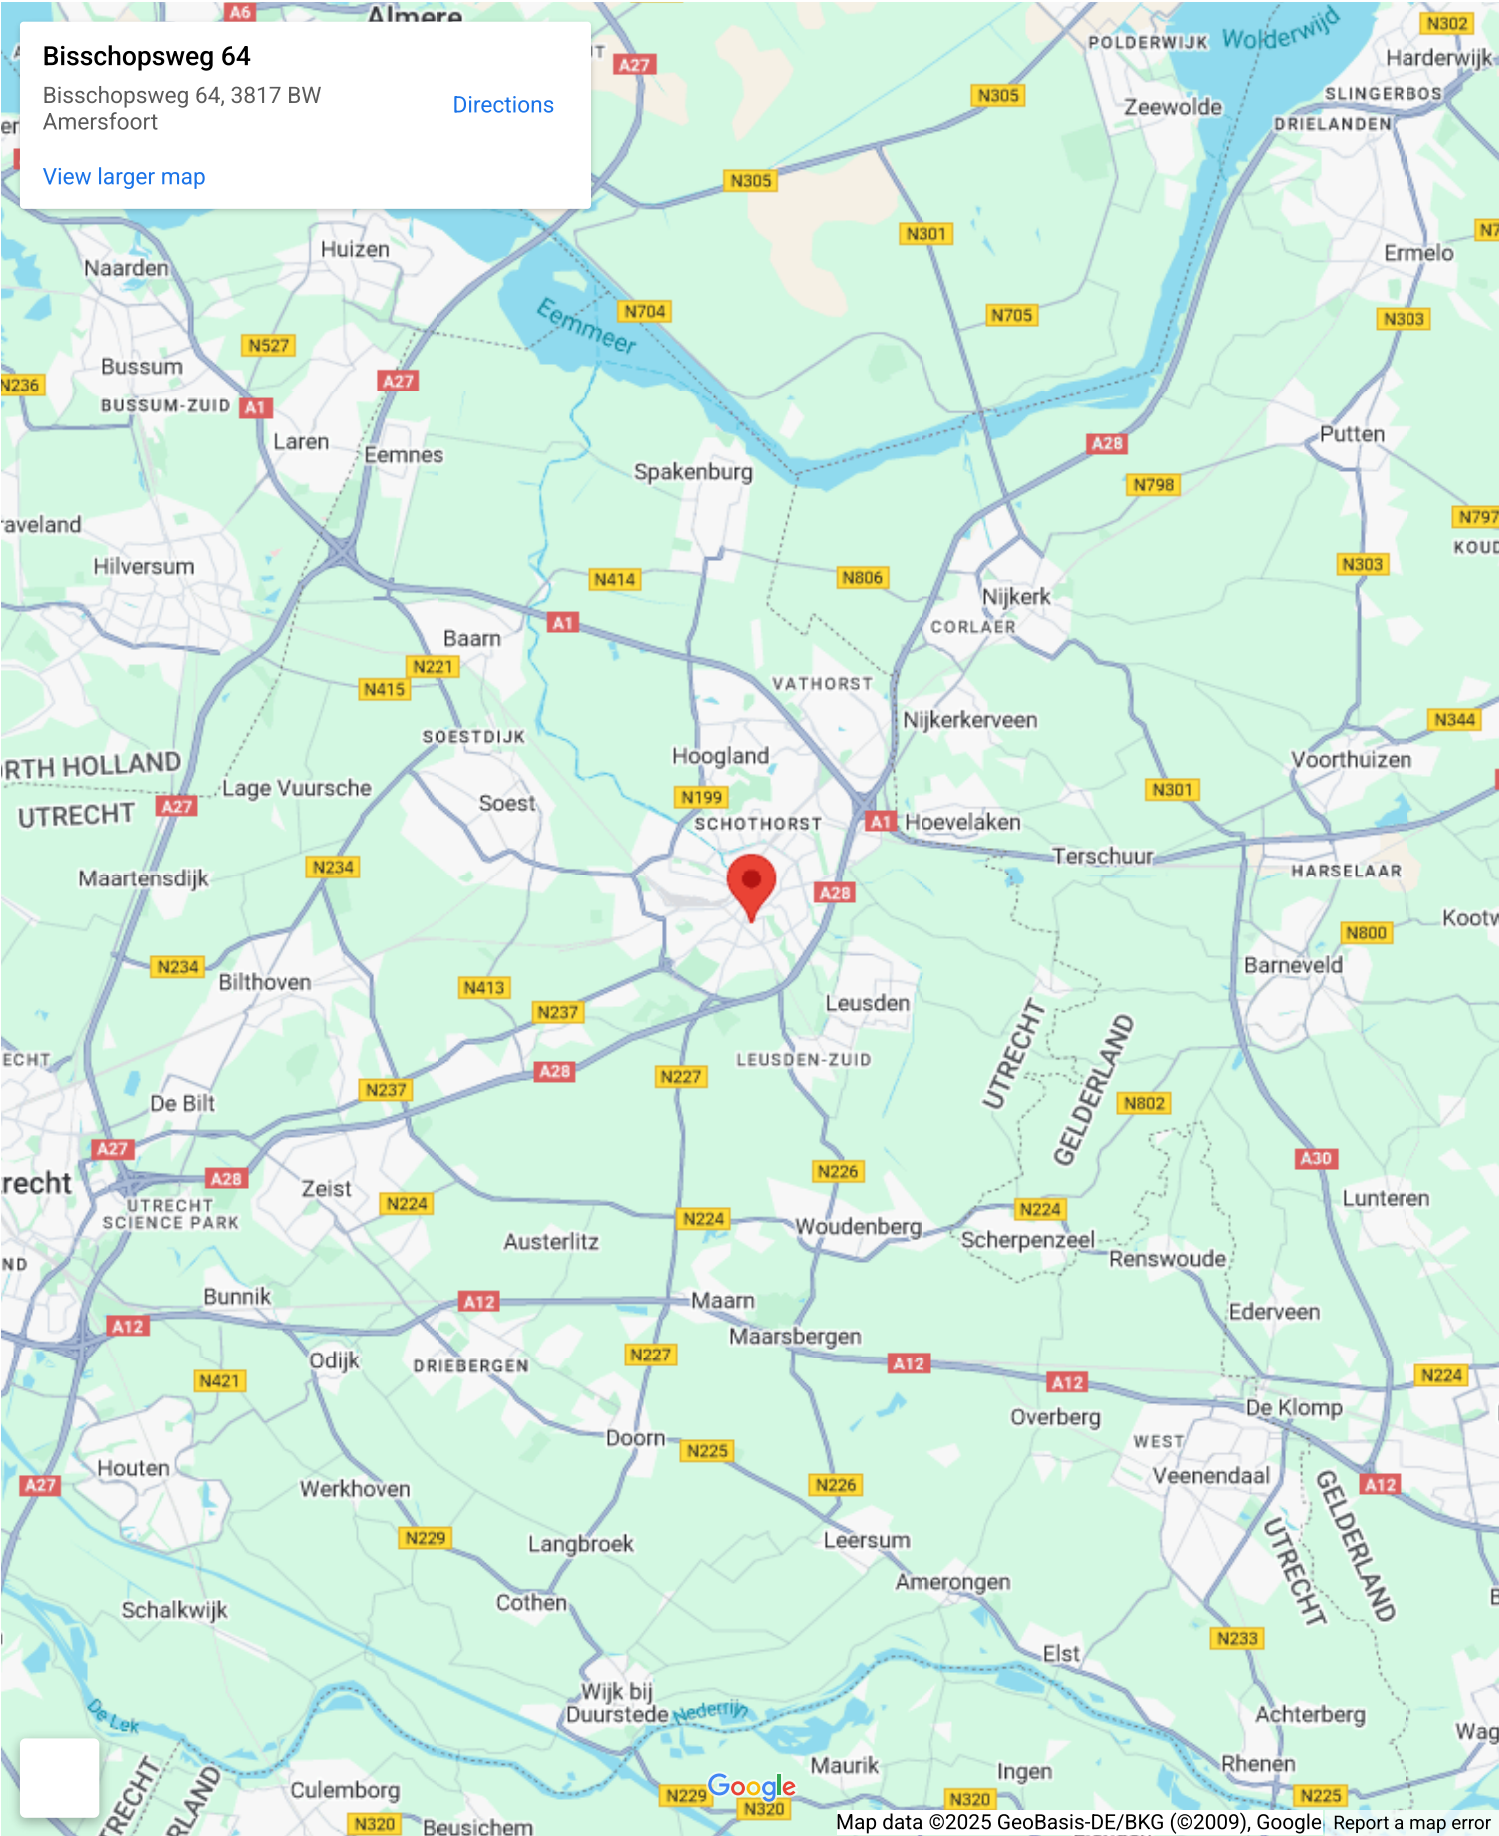 A6
Almere
Bisschopsweg 64
Bisschopsweg 64, 3817 BW
Amersfoort
Directions
View larger map
A27
N302
POLDERWIJK
Wolderwijd
Harderwijk
N305
Zeewolde
SLINGERBOS
DRIELANDEN
N305
N301
Huizen
Naarden
Ermelo
Eemmeer
N704
N705
N303
N527
Bussum
A27
N236
BUSSUM-ZUID
A1
Laren
Eemnes
Putten
A28
Spakenburg
N798
raveland
N797
Hilversum
N414
N806
N303
Nijkerk
A1
CORLAER
Baarn
N221
N415
VATHORST
Nijkerkerveen
N344
SOESTDIJK
Hoogland
Voorthuizen
RTH HOLLAND
Lage Vuursche
N301
UTRECHT
A27
Soest
N199
SCHOTHORST
A1
Hoevelaken
Terschuur
N234
HARSELAAR
Maartensdijk
A28
N800
N234
Bilthoven
Barneveld
N413
N237
Leusden
UTRECHT
GELDERLAND
ECHT
LEUSDEN-ZUID
A28
N227
N237
De Bilt
N802
A27
A30
A28
N226
recht
Zeist
Lunteren
UTRECHT
SCIENCE PARK
N224
N224
N224
Woudenberg
Austerlitz
Scherpenzeel
Renswoude
ND
Bunnik
A12
Maarn
Ederveen
A12
Maarsbergen
Odijk
DRIEBERGEN
N227
A12
N421
A12
N224
De Klomp
Overberg
Doorn
N225
WEST
Houten
Veenendaal
A27
Werkhoven
N226
A12
GELDERLAND
UTRECHT
N229
Langbroek
Leersum
Amerongen
Cothen
Schalkwijk
N233
Elst
Wijk bij
Duurstede
Nederrijn
De Lek
Achterberg
Wag
Maurik
Rhenen
Ingen
Culemborg
N229
Google
N320
N320
N225
TRECHT
RLAND
N320
Beusichem
Map data ©2025 GeoBasis-DE/BKG (©2009), Google
Report a map error